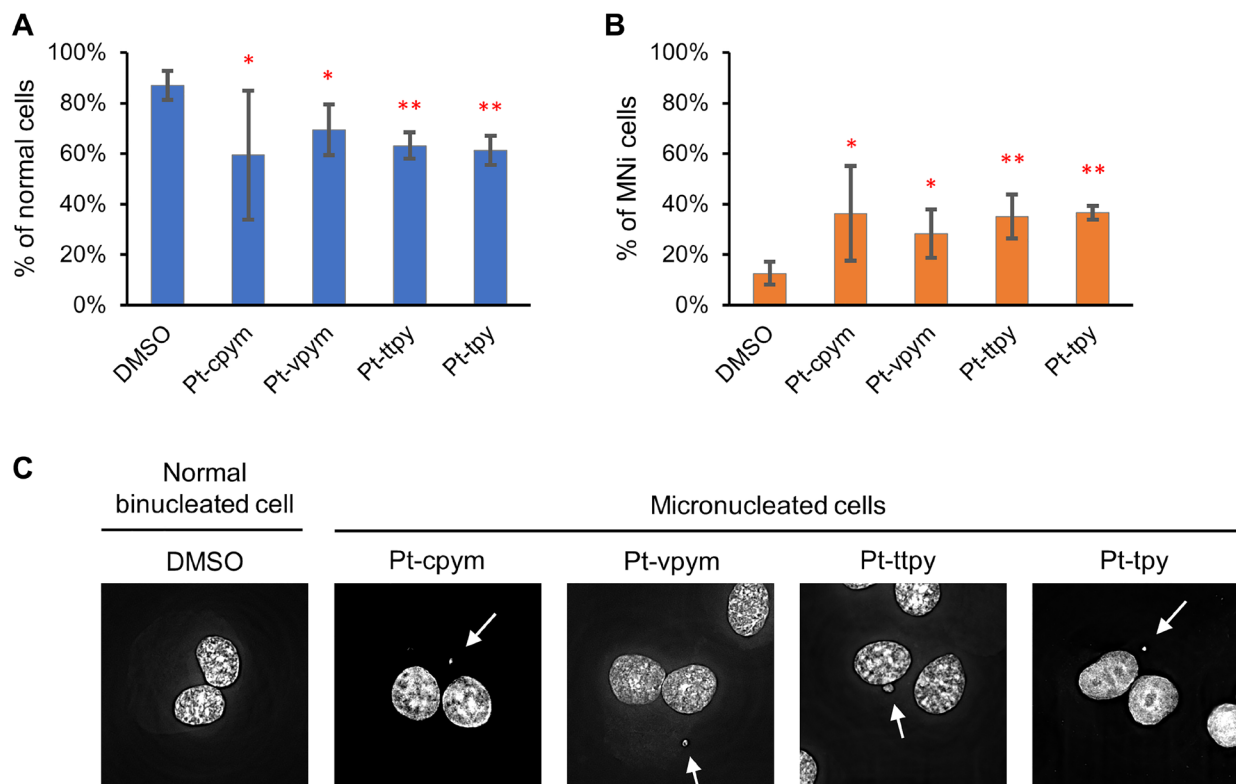 A
100%
80%
60%
40%
20%
0%
% of normal cells
*
*
**
**
DMSO
Pt-cpym
Pt-vpym
Pt-ttpy
Pt-tpy
B
100%
80%
60%
40%
20%
0%
% of MNi cells
*
*
**
**
DMSO
Pt-cpym
Pt-vpym
Pt-ttpy
Pt-tpy
C
Normal
binucleated cell
Micronucleated cells
DMSO
Pt-cpym
Pt-vpym
Pt-ttpy
Pt-tpy